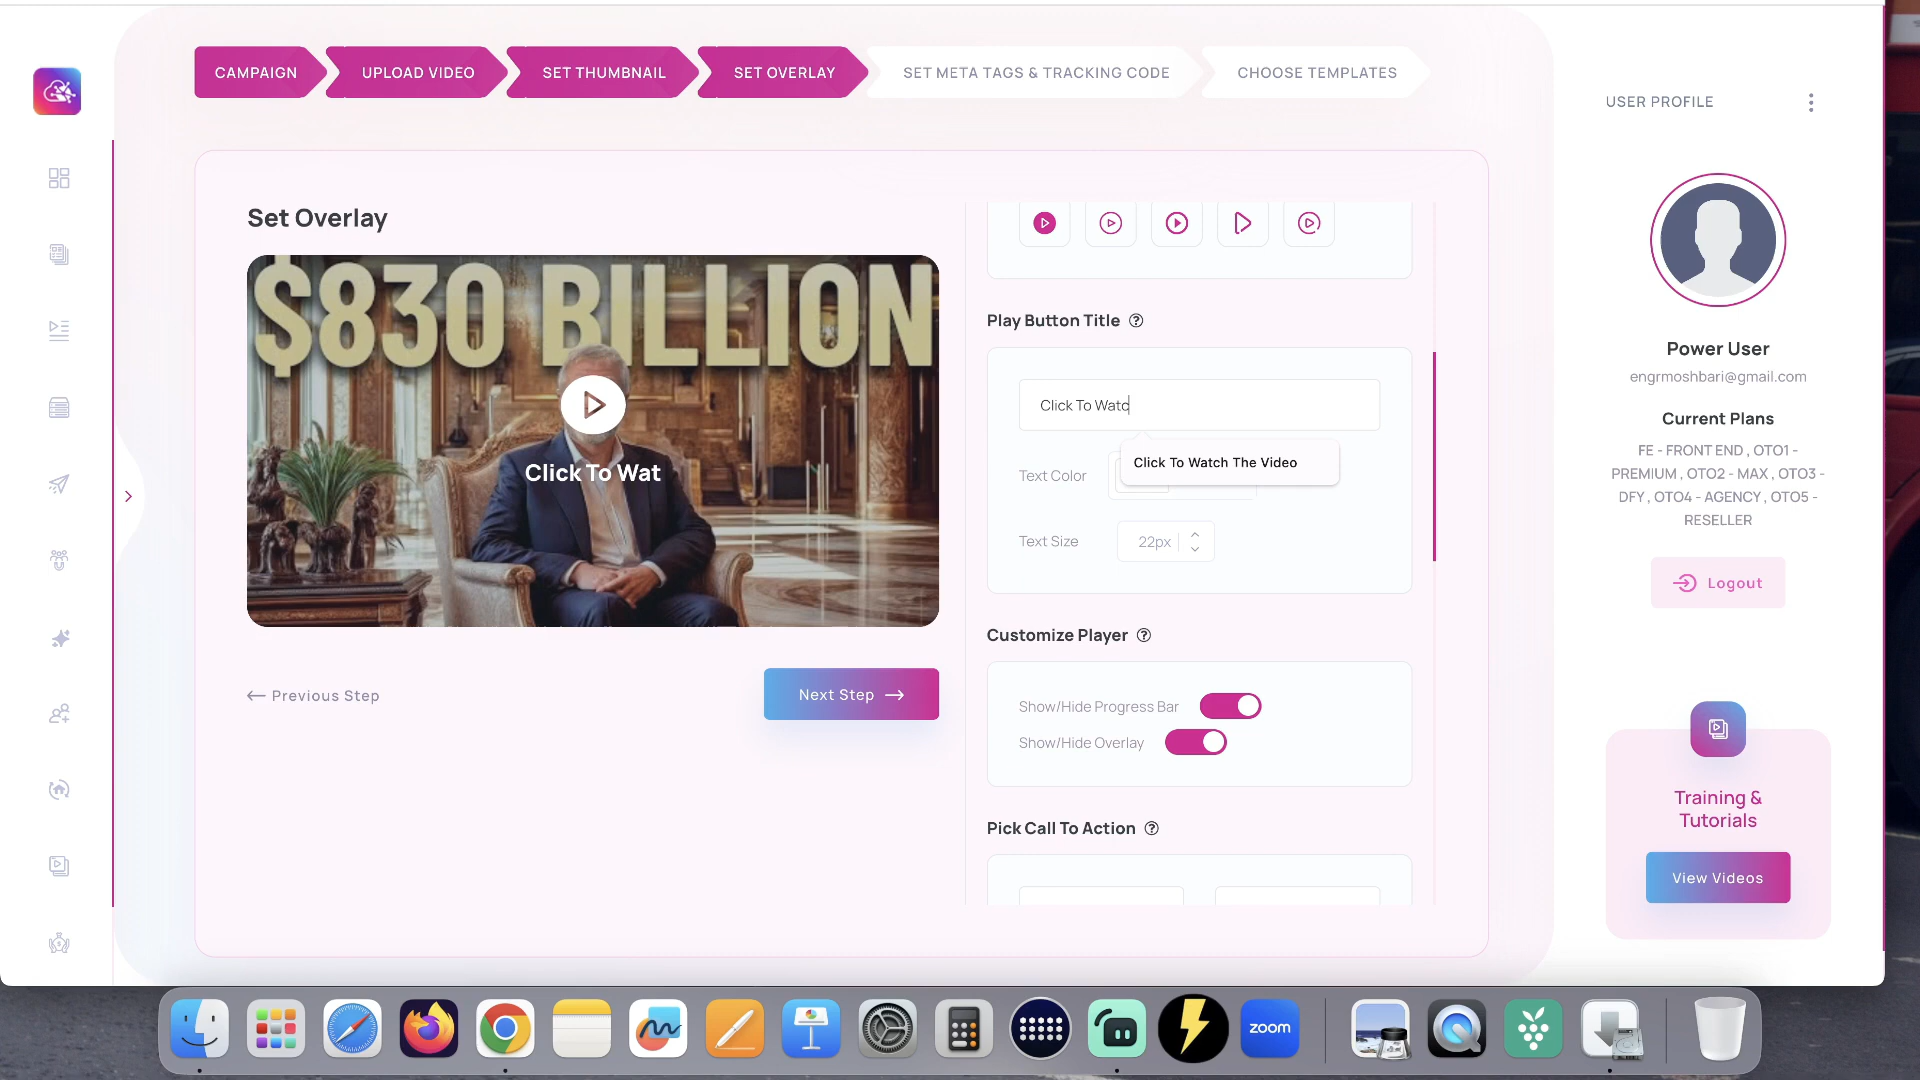 CAMPAIGN
UPLOAD VIDEO
SET THUMBNAIL
SET OVERLAY
SET META TAGS & TRACKING CODE
CHOOSE TEMPLATES
USER PROFILE
Set Overlay
$830 BILLION
Click To Wat
Previous Step
Next Step
Play Button Title
Click To Watc
Click To Watch The Video
Text Color
Text Size
22px
Customize Player
Show/Hide Progress Bar
Show/Hide Overlay
Pick Call To Action
Power User
engrmoshbari@gmail.com
Current Plans
FE - FRONT END , OTO1 -
PREMIUM , OTO2 - MAX , OTO3 -
DFY , OTO4 - AGENCY , OTO5 -
RESELLER
Logout
Training &
Tutorials
View Videos
zoom